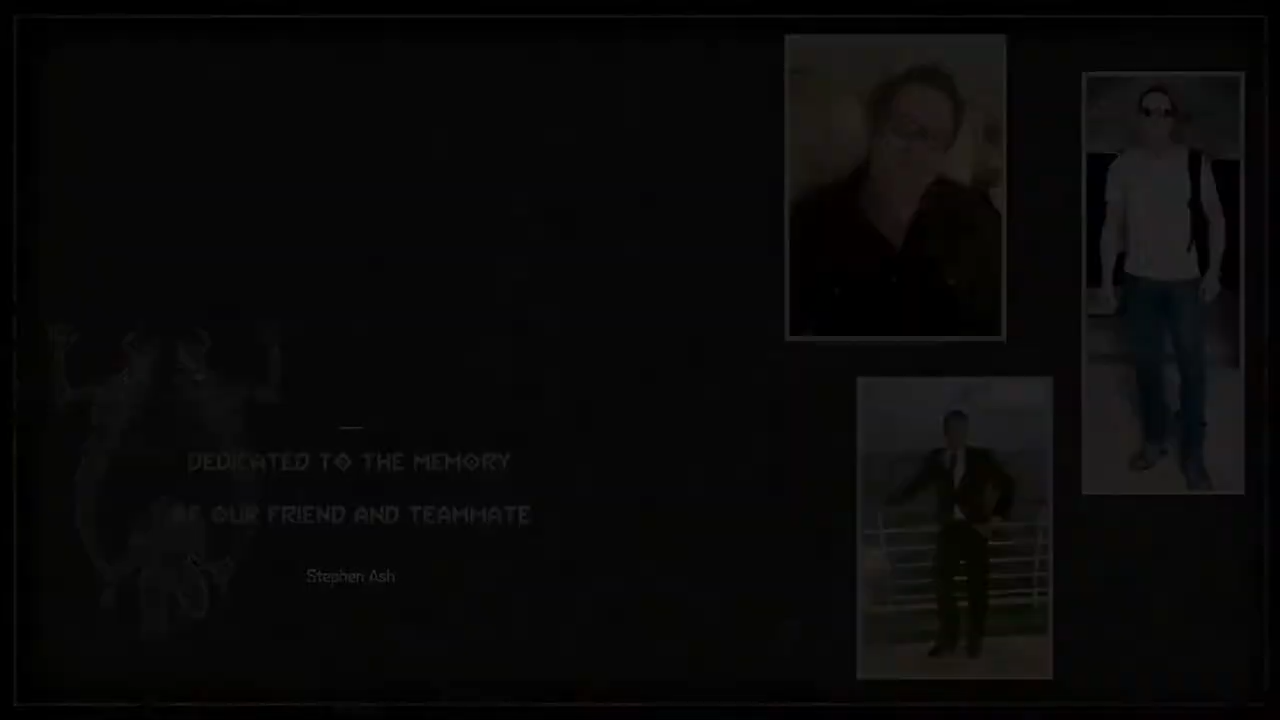 DEDICATED TO THE MEMORY
OF OUR FRIEND AND TEAMMATE
Stephen Ash